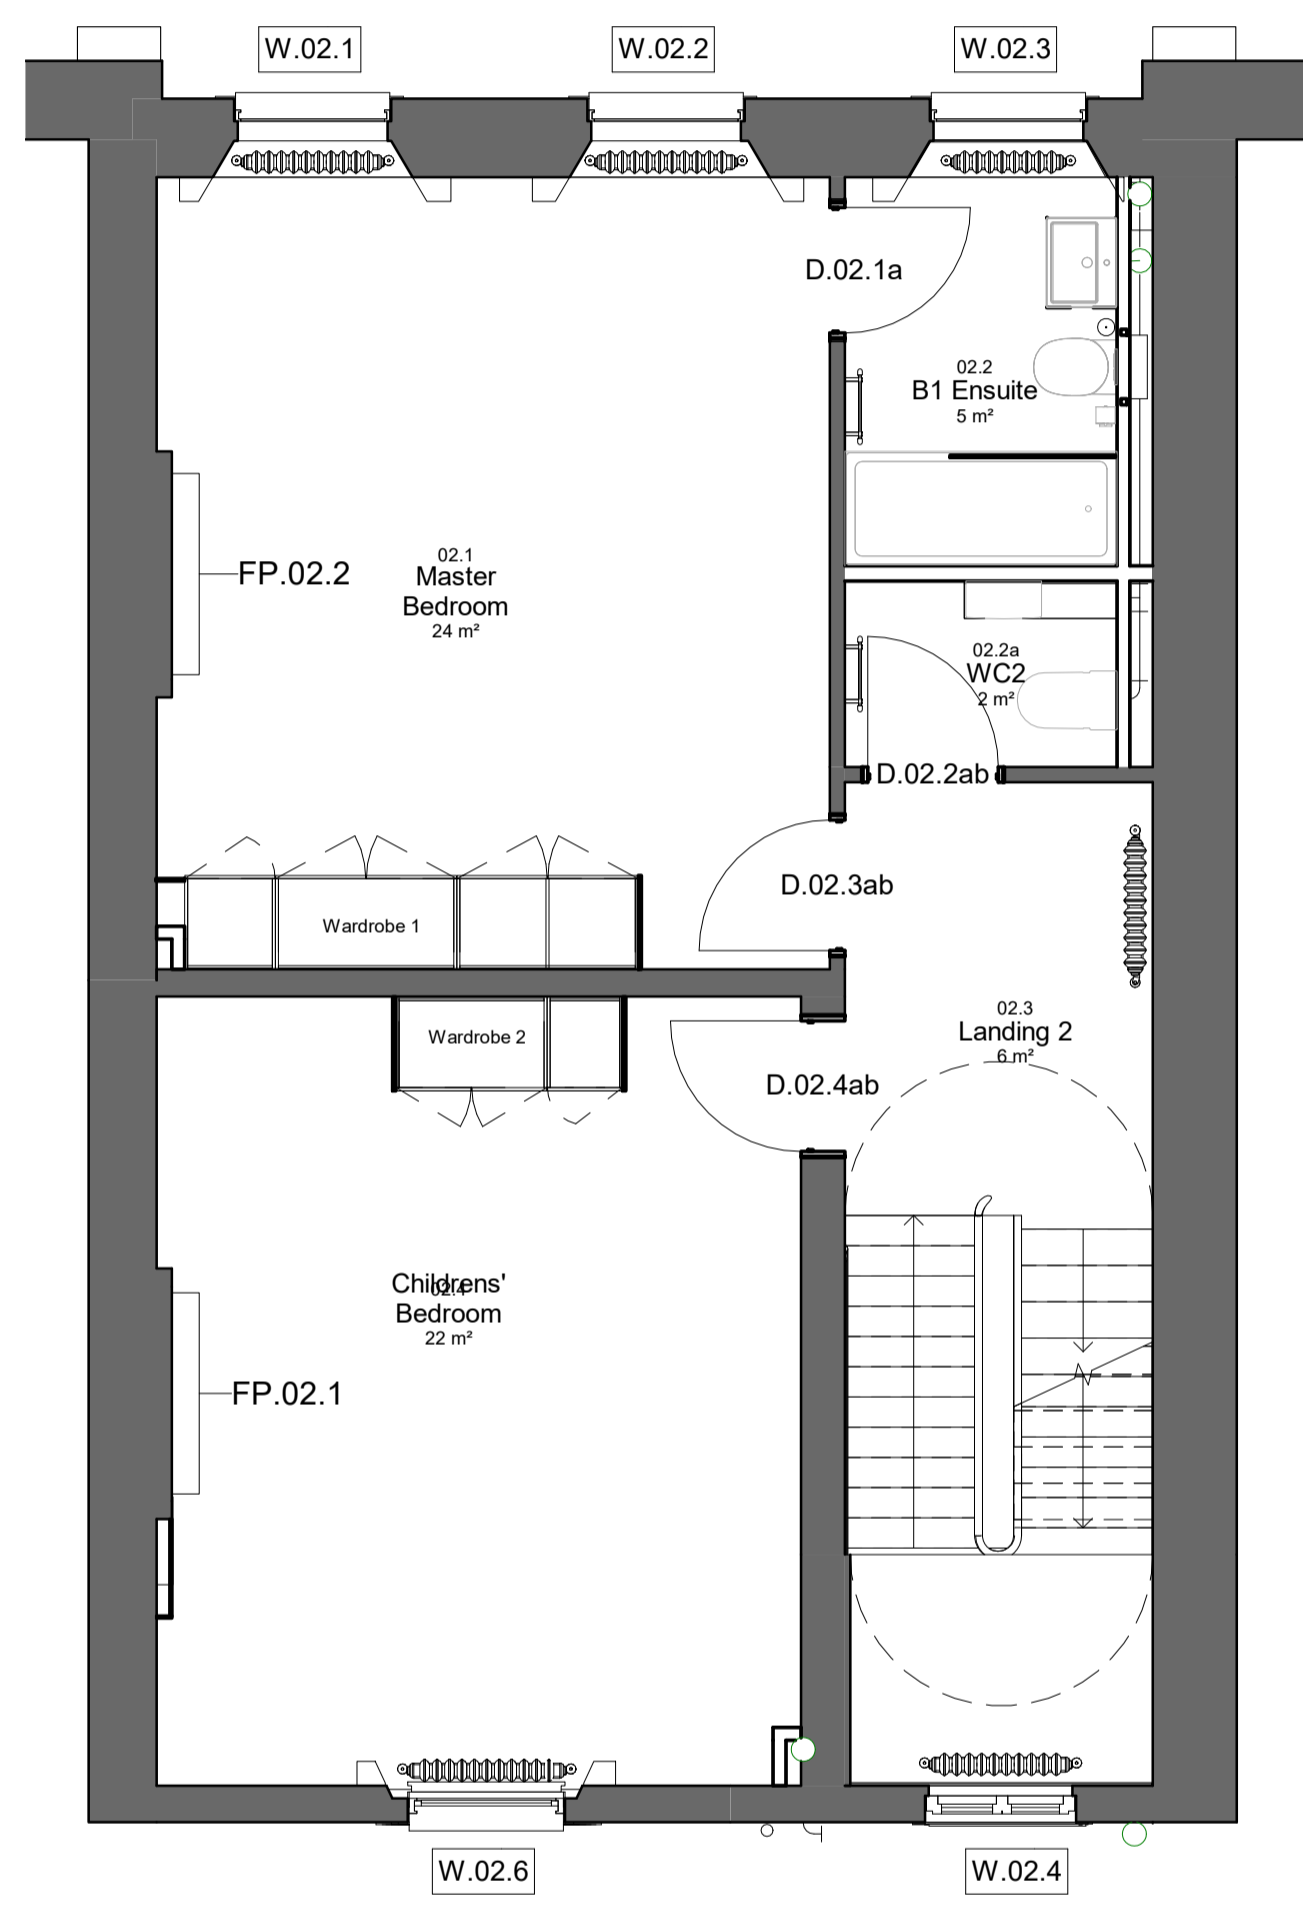 W.02.1
W.02.2
W.02.3
D.02.1a
02.2
B1 Ensuite
5 m²
FP.02.2
02.1
Master
Bedroom
24 m²
02.2a
WC2
2 m²
D.02.2ab
D.02.3ab
Wardrobe 1
02.3
Landing 2
6 m²
Wardrobe 2
D.02.4ab
Childrens'
02.4
Bedroom
22 m²
FP.02.1
W.02.6
W.02.4